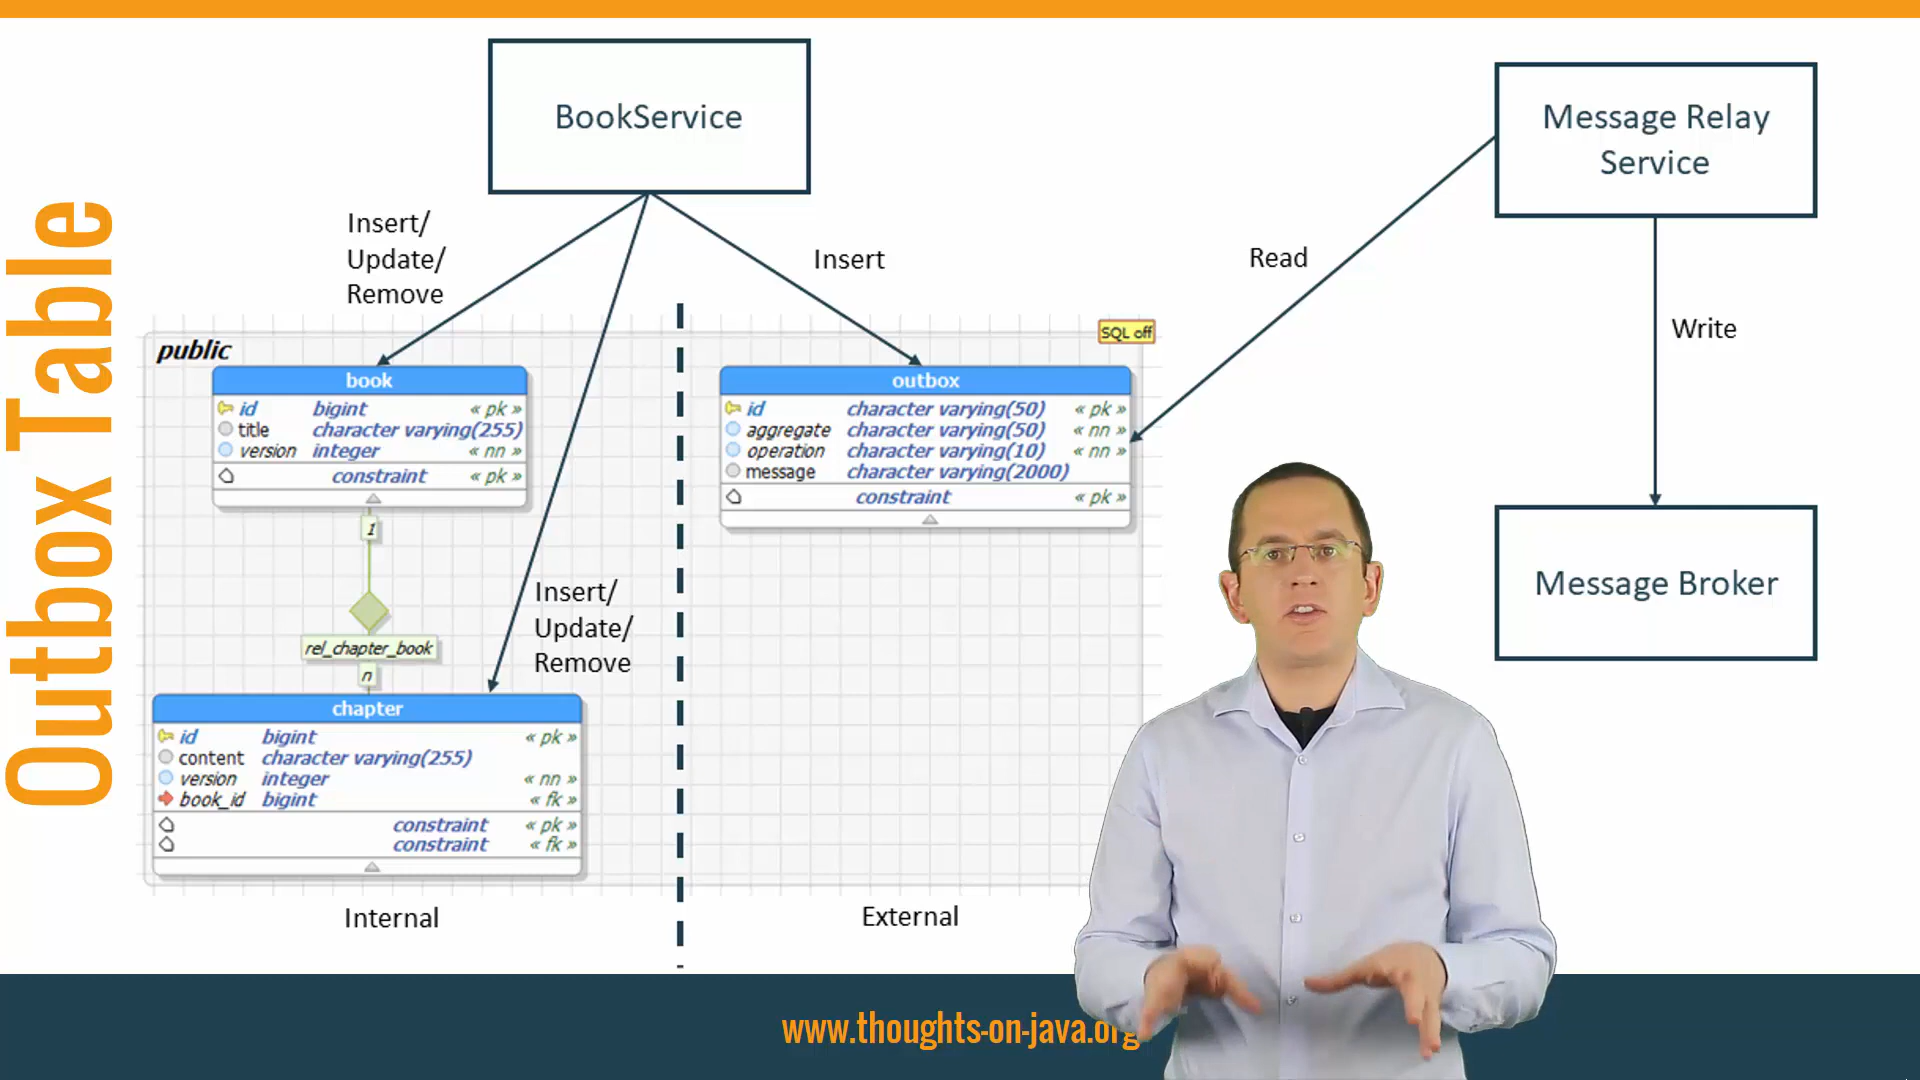 Outbox Table
BookService
Message Relay
Service
Insert/
Update/
Remove
Insert
Read
Write
SQL off
public
book
id bigint « pk »
title character varying(255)
version integer « nn »
constraint « pk »
1
rel_chapter_book
n
Insert/
Update/
Remove
chapter
id bigint « pk »
content character varying(255)
version integer « nn »
book_id bigint « fk »
constraint « pk »
constraint « fk »
outbox
id character varying(50) « pk »
aggregate character varying(50) « nn »
operation character varying(10) « nn »
message character varying(2000)
constraint « pk »
Message Broker
Internal
External
www.thoughts-on-java.org